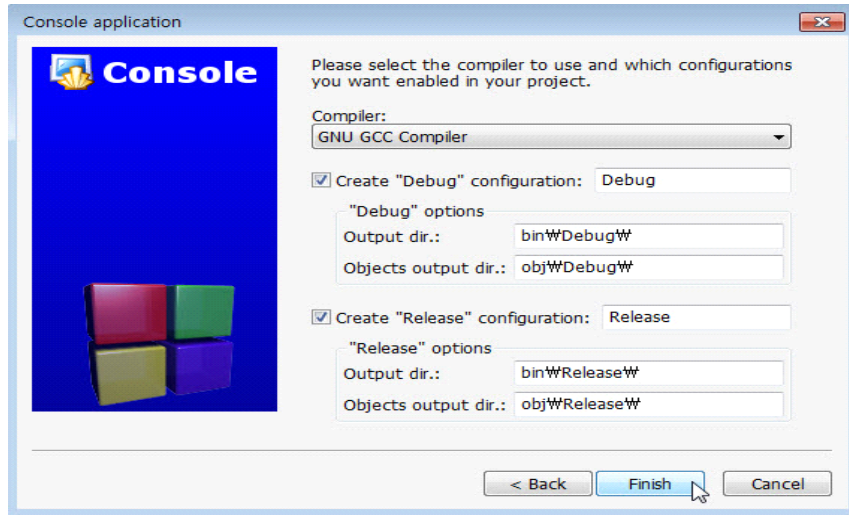 Console application
Console
Please select the compiler to use and which configurations
you want enabled in your project.
Compiler:
GNU GCC Compiler
Create "Debug" configuration: Debug
"Debug" options
Output dir.: bin₩Debug₩
Objects output dir.: obj₩Debug₩
Create "Release" configuration: Release
"Release" options
Output dir.: bin₩Release₩
Objects output dir.: obj₩Release₩
< Back Finish Cancel